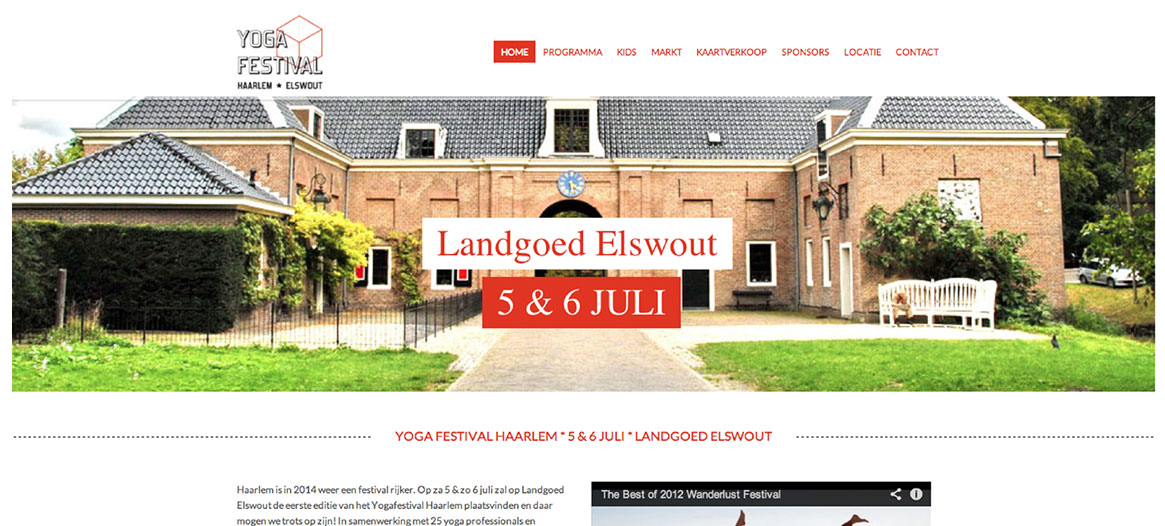 YOGA
FESTIVAL
HAARLEM ★ ELSWOUT
HOME PROGRAMMA KIDS MARKT KAARTVERKOOP SPONSORS LOCATIE CONTACT
Landgoed Elswout
5 & 6 JULI
YOGA FESTIVAL HAARLEM * 5 & 6 JULI * LANDGOED ELSWOUT
Haarlem is in 2014 weer een festival rijker. Op za 5 & zo 6 juli zal op Landgoed
Elswout de eerste editie van het Yogafestival Haarlem plaatsvinden en daar
mogen we trots op zijn! In samenwerking met 25 yoga professionals en
The Best of 2012 Wanderlust Festival